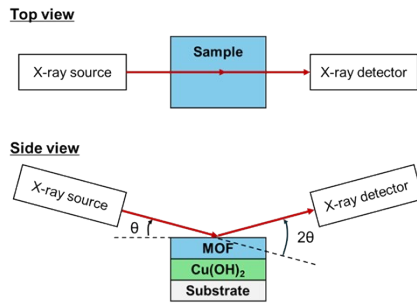 Top view
X-ray source
Sample
X-ray detector
Side view
X-ray source
X-ray detector
θ
2θ
MOF
Cu(OH)₂
Substrate